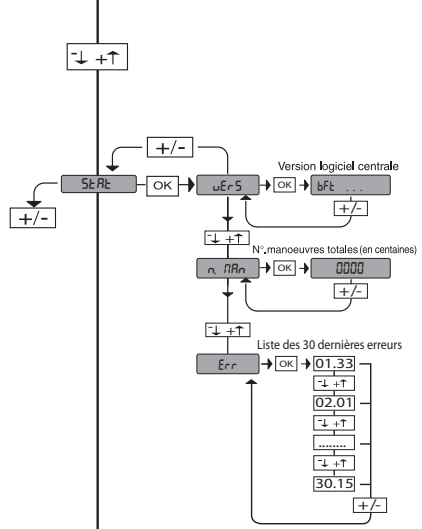 -↓ +↑
+/-
StAt
OK
vErS
OK
Version logiciel centrale
bFt ...
+/-
+/-
-↓ +↑
N°.manoeuvres totales (en centaines)
n. MAn
OK
0000
+/-
-↓ +↑
Liste des 30 dernières erreurs
Err
OK
01.33
-↓ +↑
02.01
-↓ +↑
........
-↓ +↑
30.15
+/-